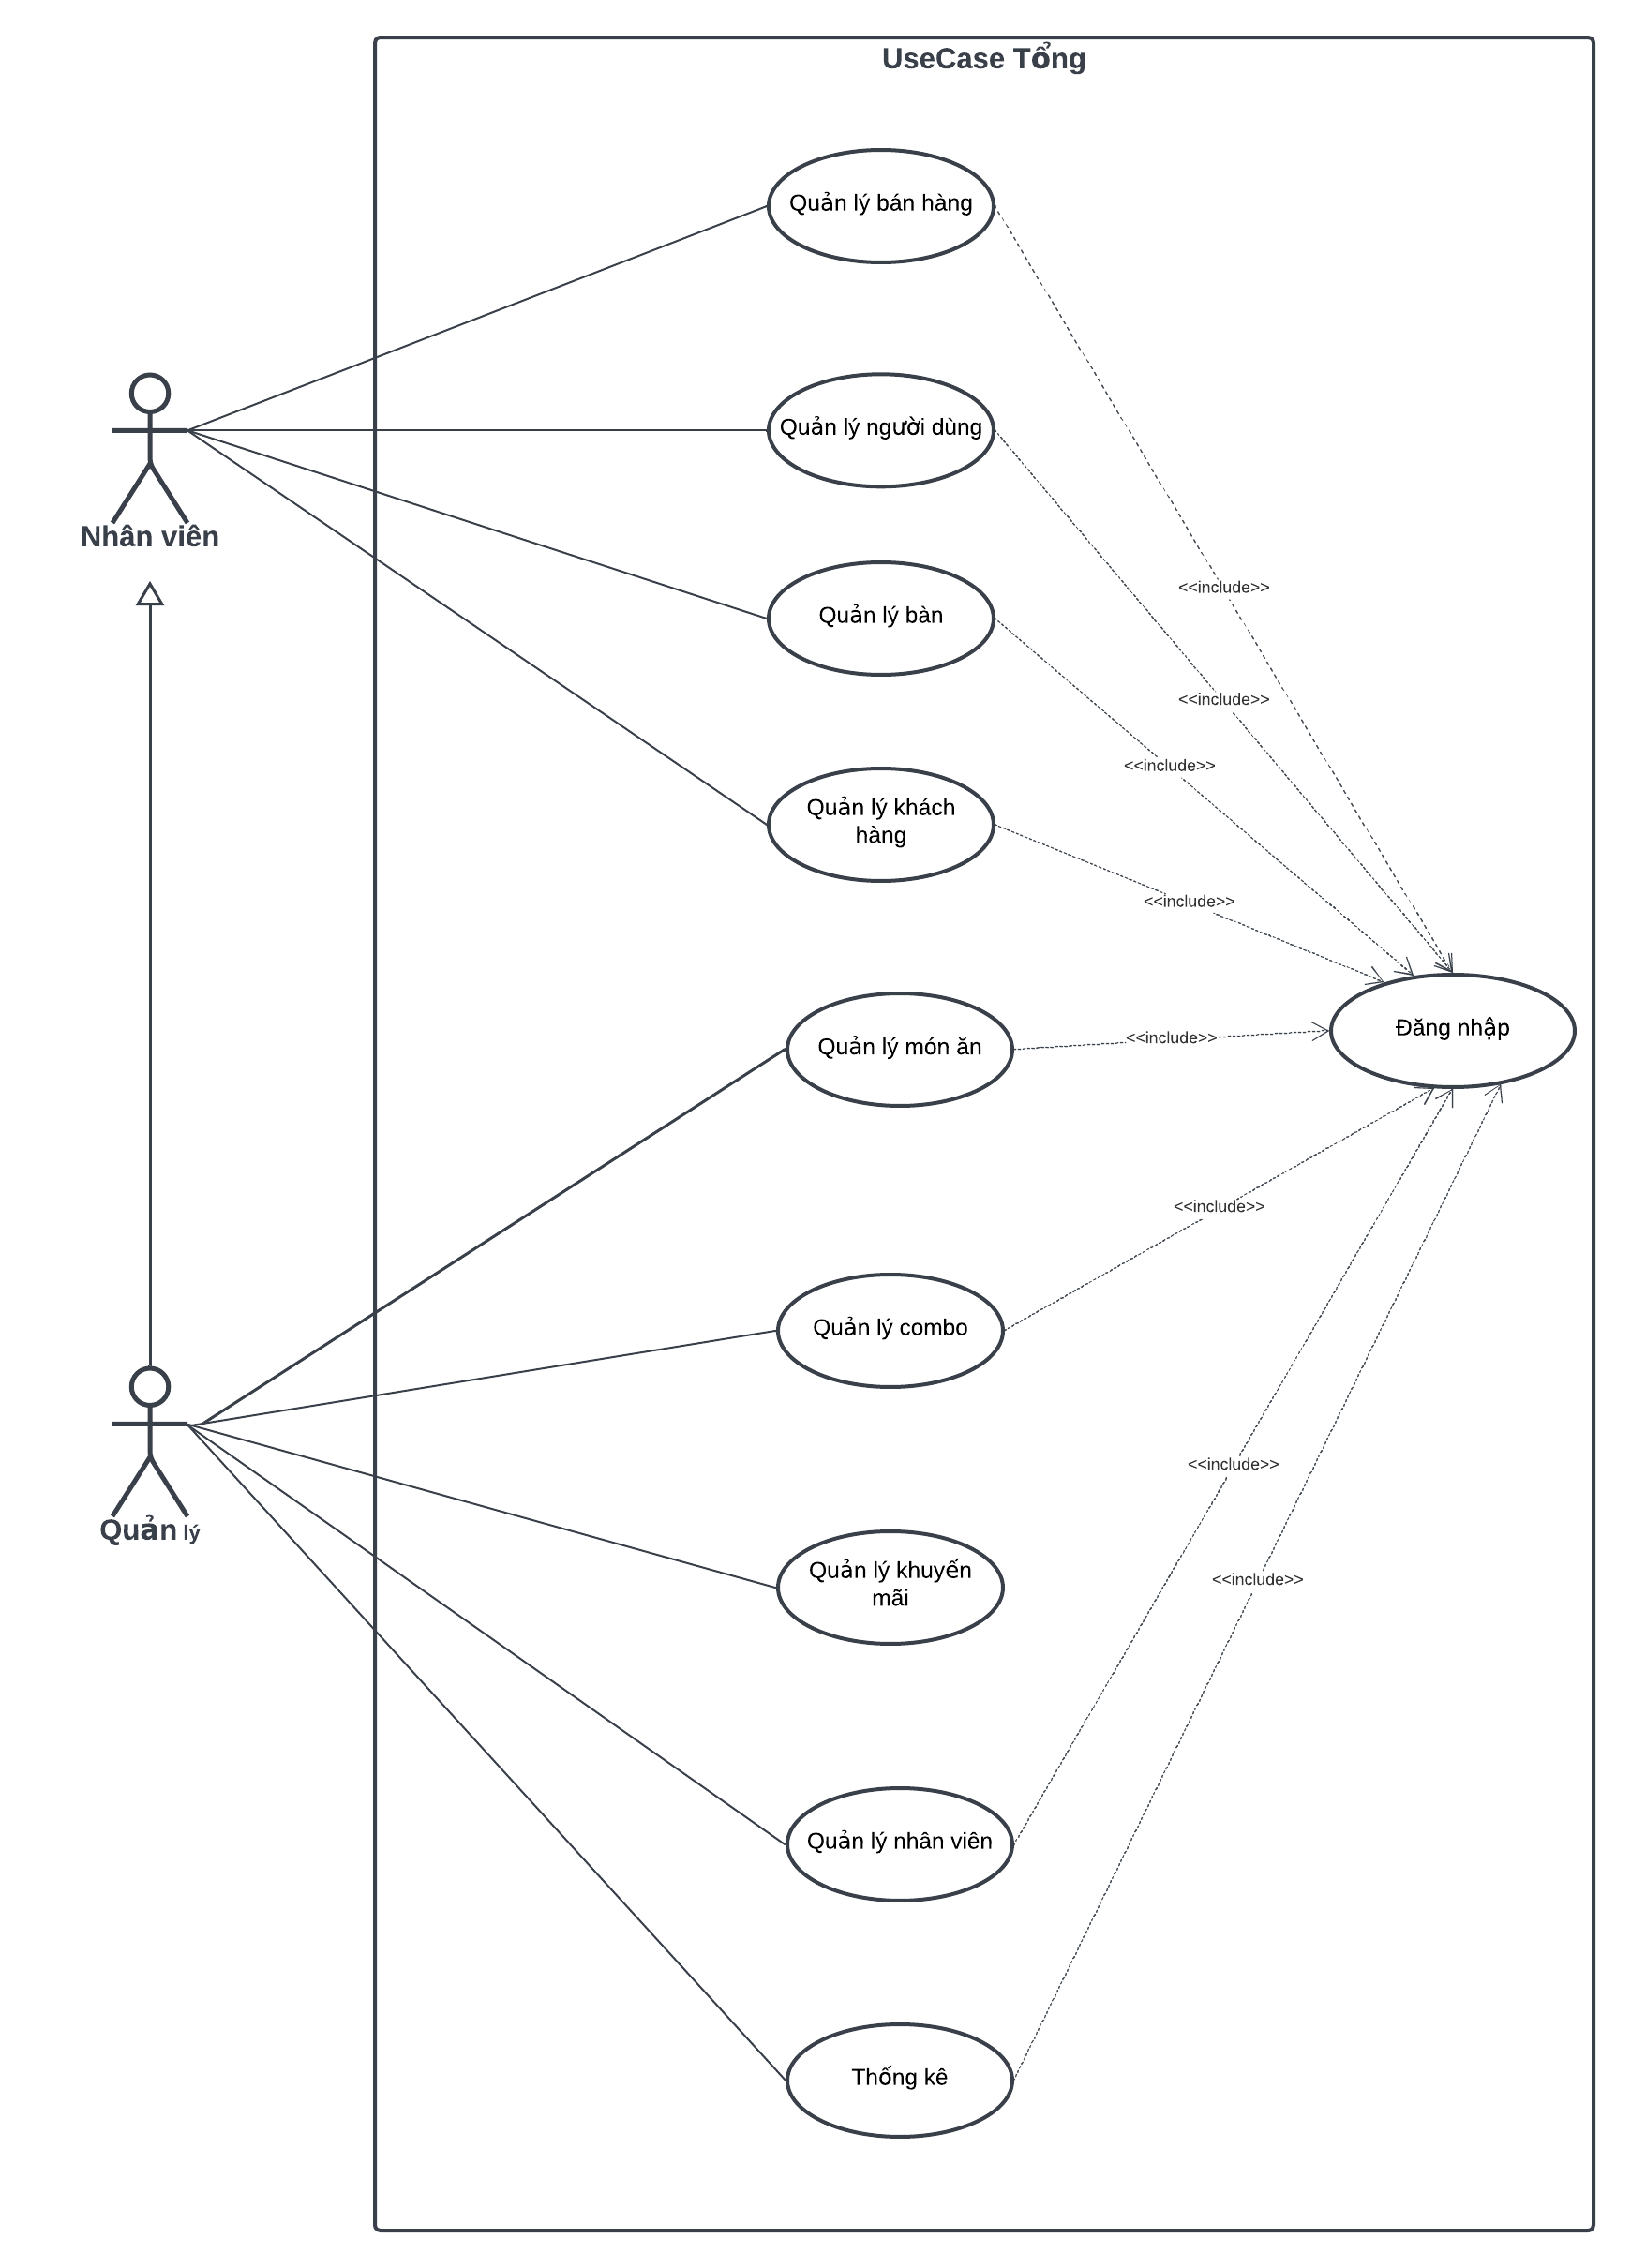 UseCase Tổng
Quản lý bán hàng
Quản lý người dùng
Nhân viên
<<include>>
Quản lý bàn
<<include>>
<<include>>
Quản lý khách
hàng
<<include>>
Đăng nhập
Quản lý món ăn
<<include>>
<<include>>
Quản lý combo
<<include>>
Quản lý
Quản lý khuyến
mãi
<<include>>
Quản lý nhân viên
Thống kê